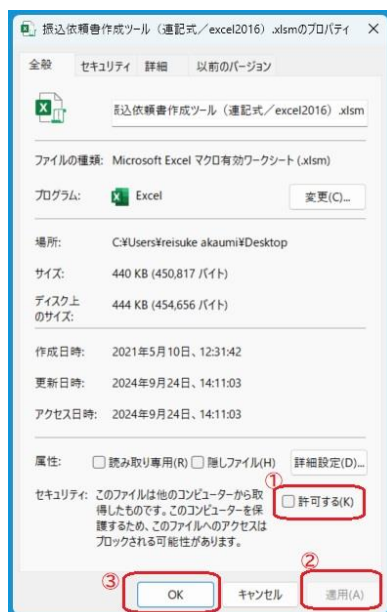 振込依頼書作成ツール（連記式／excel2016）.xlsmのプロパティ
全般 セキュリティ 詳細 以前のバージョン
込依頼書作成ツール（連記式／excel2016）.xlsm
ファイルの種類: Microsoft Excel マクロ有効ワークシート (.xlsm)
プログラム: Excel 変更(C)...
場所: C:¥Users¥reisuke akaumi¥Desktop
サイズ: 440 KB (450,817 バイト)
ディスク上
のサイズ: 444 KB (454,656 バイト)
作成日時: 2021年5月10日、12:31:42
更新日時: 2024年9月24日、14:11:03
アクセス日時: 2024年9月24日、14:11:03
属性: 読み取り専用(R) 隠しファイル(H) 詳細設定(D)...
①
セキュリティ: このファイルは他のコンピューターから取
得したものです。このコンピューターを保
護するため、このファイルへのアクセスは
ブロックされる可能性があります。
許可する(K)
③ ②
OK キャンセル 適用(A)